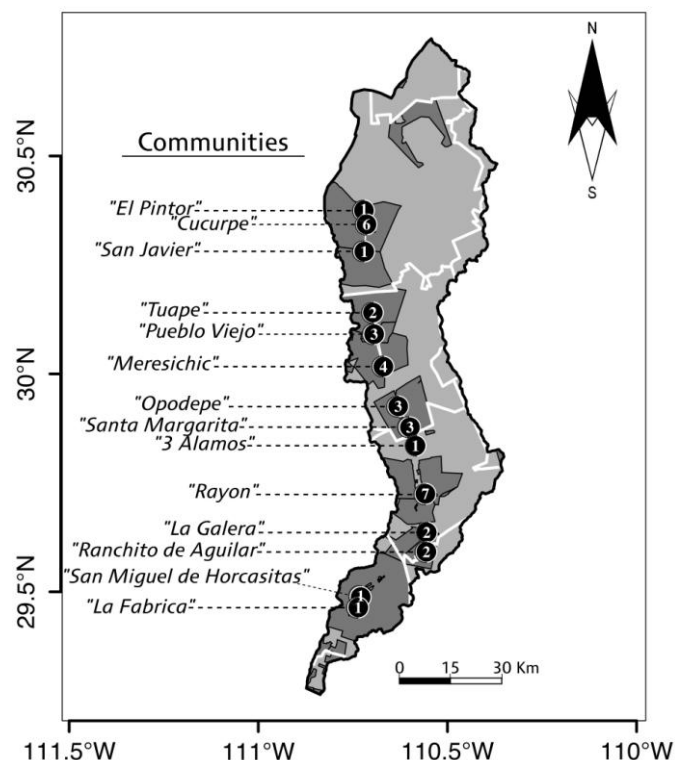 N
S
Communities
30.5°N
30°N
29.5°N
"El Pintor" 1
"Cucurpe" 6
"San Javier" 1
"Tuape" 2
"Pueblo Viejo" 3
"Meresichic" 4
"Opodepe" 3
"Santa Margarita" 3
"3 Alamos" 1
"Rayon" 7
"La Galera" 2
"Ranchito de Aguilar" 2
"San Miguel de Horcasitas" 1
"La Fabrica" 1
0 15 30 Km
111.5°W 111°W 110.5°W 110°W